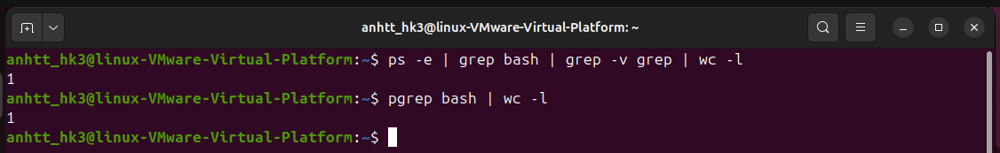 anhtt_hk3@linux-VMware-Virtual-Platform: ~
anhtt_hk3@linux-VMware-Virtual-Platform:~$ ps -e | grep bash | grep -v grep | wc -l
1
anhtt_hk3@linux-VMware-Virtual-Platform:~$ pgrep bash | wc -l
1
anhtt_hk3@linux-VMware-Virtual-Platform:~$